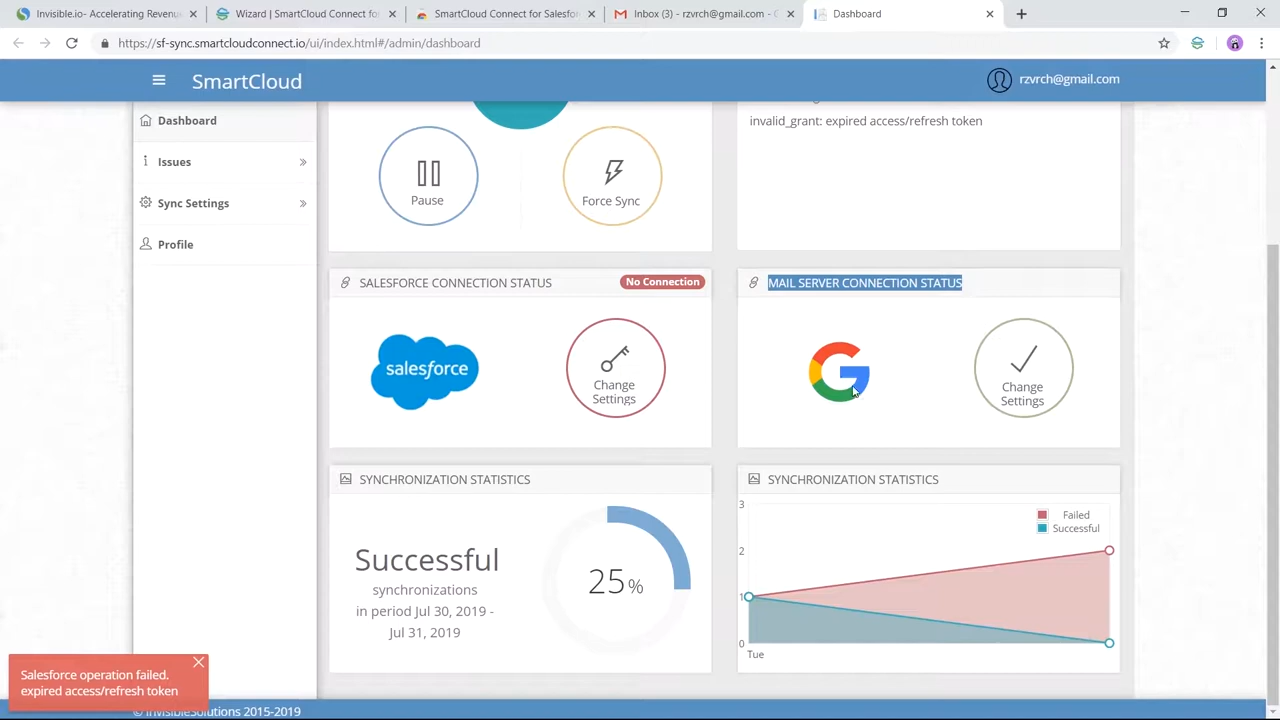 Invisible.io- Accelerating Revenu
Wizard | SmartCloud Connect for
SmartCloud Connect for Salesfor
Inbox (3) - rzvrch@gmail.com -
Dashboard
https://sf-sync.smartcloudconnect.io/ui/index.html#/admin/dashboard
SmartCloud
rzvrch@gmail.com
Dashboard
Issues
Sync Settings
Profile
Pause
Force Sync
invalid_grant: expired access/refresh token
SALESFORCE CONNECTION STATUS
No Connection
salesforce
Change
Settings
MAIL SERVER CONNECTION STATUS
Change
Settings
SYNCHRONIZATION STATISTICS
Successful
synchronizations
in period Jul 30, 2019 -
Jul 31, 2019
25 %
SYNCHRONIZATION STATISTICS
3
2
1
0
Tue
Failed
Successful
Salesforce operation failed.
expired access/refresh token
© InvisibleSolutions 2015-2019